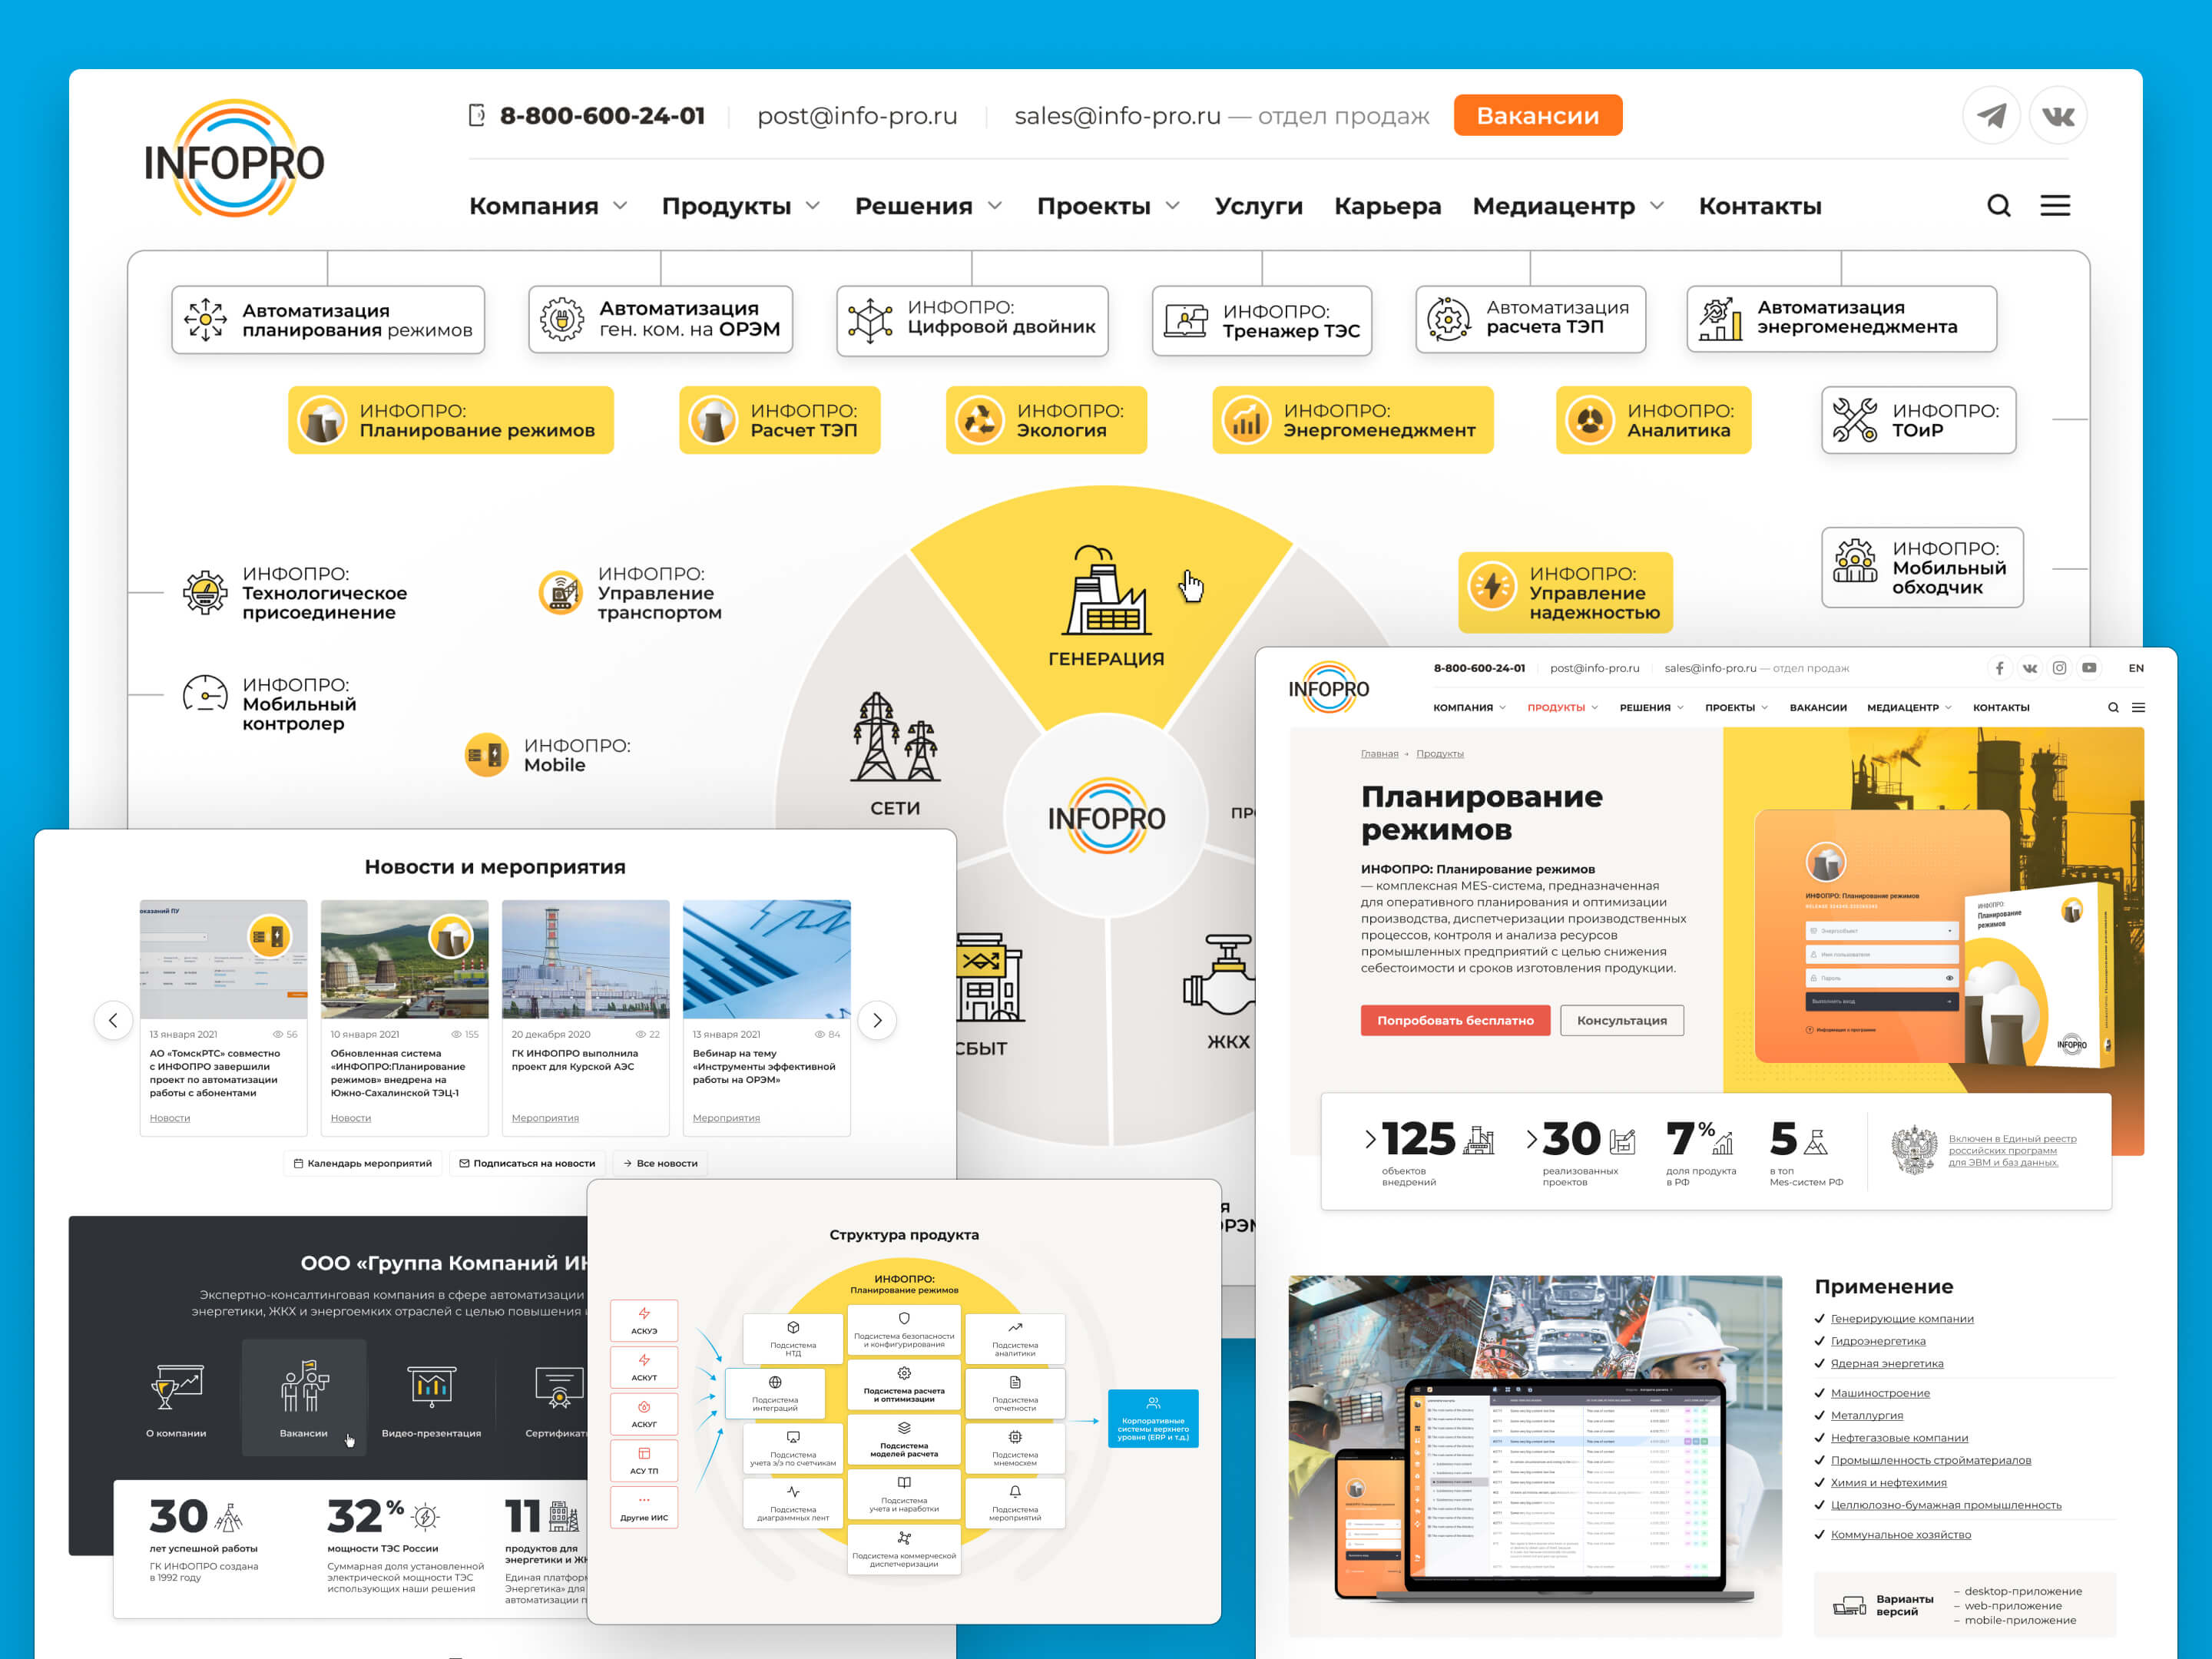 INFOPRO
8-800-600-24-01
post@info-pro.ru
sales@info-pro.ru — отдел продаж
Вакансии
Компания
Продукты
Решения
Проекты
Услуги
Карьера
Медиацентр
Контакты
Автоматизация
планирования режимов
Автоматизация
ген. ком. на ОРЭМ
ИНФОПРО:
Цифровой двойник
ИНФОПРО:
Тренажер ТЭС
Автоматизация
расчета ТЭП
Автоматизация
энергоменеджмента
ИНФОПРО:
Планирование режимов
ИНФОПРО:
Расчет ТЭП
ИНФОПРО:
Экология
ИНФОПРО:
Энергоменеджмент
ИНФОПРО:
Аналитика
ИНФОПРО:
ТОиР
ИНФОПРО:
Технологическое
присоединение
ИНФОПРО:
Управление
транспортом
ИНФОПРО:
Управление
надежностью
ИНФОПРО:
Мобильный
обходчик
ИНФОПРО:
Мобильный
контролер
ИНФОПРО:
Mobile
ГЕНЕРАЦИЯ
СЕТИ
INFOPRO
СБЫТ
ЖКХ
Новости и мероприятия
13 января 2021
56
АО «ТомскРТС» совместно
с ИНФОПРО завершили
проект по автоматизации
работы с абонентами
Новости
10 января 2021
155
Обновленная система
«ИНФОПРО:Планирование
режимов» внедрена на
Южно-Сахалинской ТЭЦ-1
Новости
20 декабря 2020
22
ГК ИНФОПРО выполнила
проект для Курской АЭС
Мероприятия
13 января 2021
84
Вебинар на тему
«Инструменты эффективной
работы на ОРЭМ»
Мероприятия
Календарь мероприятий
Подписаться на новости
Все новости
ООО «Группа Компаний ИН
Экспертно-консалтинговая компания в сфере автоматизации
энергетики, ЖКХ и энергоемких отраслей с целью повышения
О компании
Вакансии
Видео-презентация
Сертификат
30
лет успешной работы
ГК ИНФОПРО создана
в 1992 году
32%
мощности ТЭС России
Суммарная доля установленной
электрической мощности ТЭС
использующих наши решения
11
продуктов для
энергетики и ЖК
Единая платфор
Энергетика» для
автоматизации п
Структура продукта
ИНФОПРО:
Планирование режимов
АСКУЭ
АСКУТ
АСКУГ
АСУ ТП
Другие ИИС
Подсистема
НТД
Подсистема
интеграций
Подсистема
учета э/э по счетчикам
Подсистема
диаграммных лент
Подсистема безопасности
и конфигурирования
Подсистема расчета
и оптимизации
Подсистема
моделей расчета
Подсистема
учета и наработки
Подсистема коммерческой
диспетчеризации
Подсистема
аналитики
Подсистема
отчетности
Подсистема
мнемосхем
Подсистема
мероприятий
Корпоративные
системы верхнего
уровня (ERP и т.д.)
INFOPRO
8-800-600-24-01
post@info-pro.ru
sales@info-pro.ru — отдел продаж
EN
КОМПАНИЯ
ПРОДУКТЫ
РЕШЕНИЯ
ПРОЕКТЫ
ВАКАНСИИ
МЕДИАЦЕНТР
КОНТАКТЫ
Главная
Продукты
Планирование
режимов
ИНФОПРО: Планирование режимов
— комплексная MES-система, предназначенная
для оперативного планирования и оптимизации
производства, диспетчеризации производственных
процессов, контроля и анализа ресурсов
промышленных предприятий с целью снижения
себестоимости и сроков изготовления продукции.
Попробовать бесплатно
Консультация
ИНФОПРО: Планирование режимов
Энергообъект
Имя пользователя
Пароль
Выполнить вход
Информация о программе
ИНФОПРО:
Планирование
режимов
INFOPRO
>125
объектов
внедрений
>30
реализованных
проектов
7%
доля продукта
в РФ
5
в топ
Mes-систем РФ
Включен в Единый реестр
российских программ
для ЭВМ и баз данных.
Применение
Генерирующие компании
Гидроэнергетика
Ядерная энергетика
Машиностроение
Металлургия
Нефтегазовые компании
Промышленность стройматериалов
Химия и нефтехимия
Целлюлозно-бумажная промышленность
Коммунальное хозяйство
Варианты
версий
– desktop-приложение
– web-приложение
– mobile-приложение